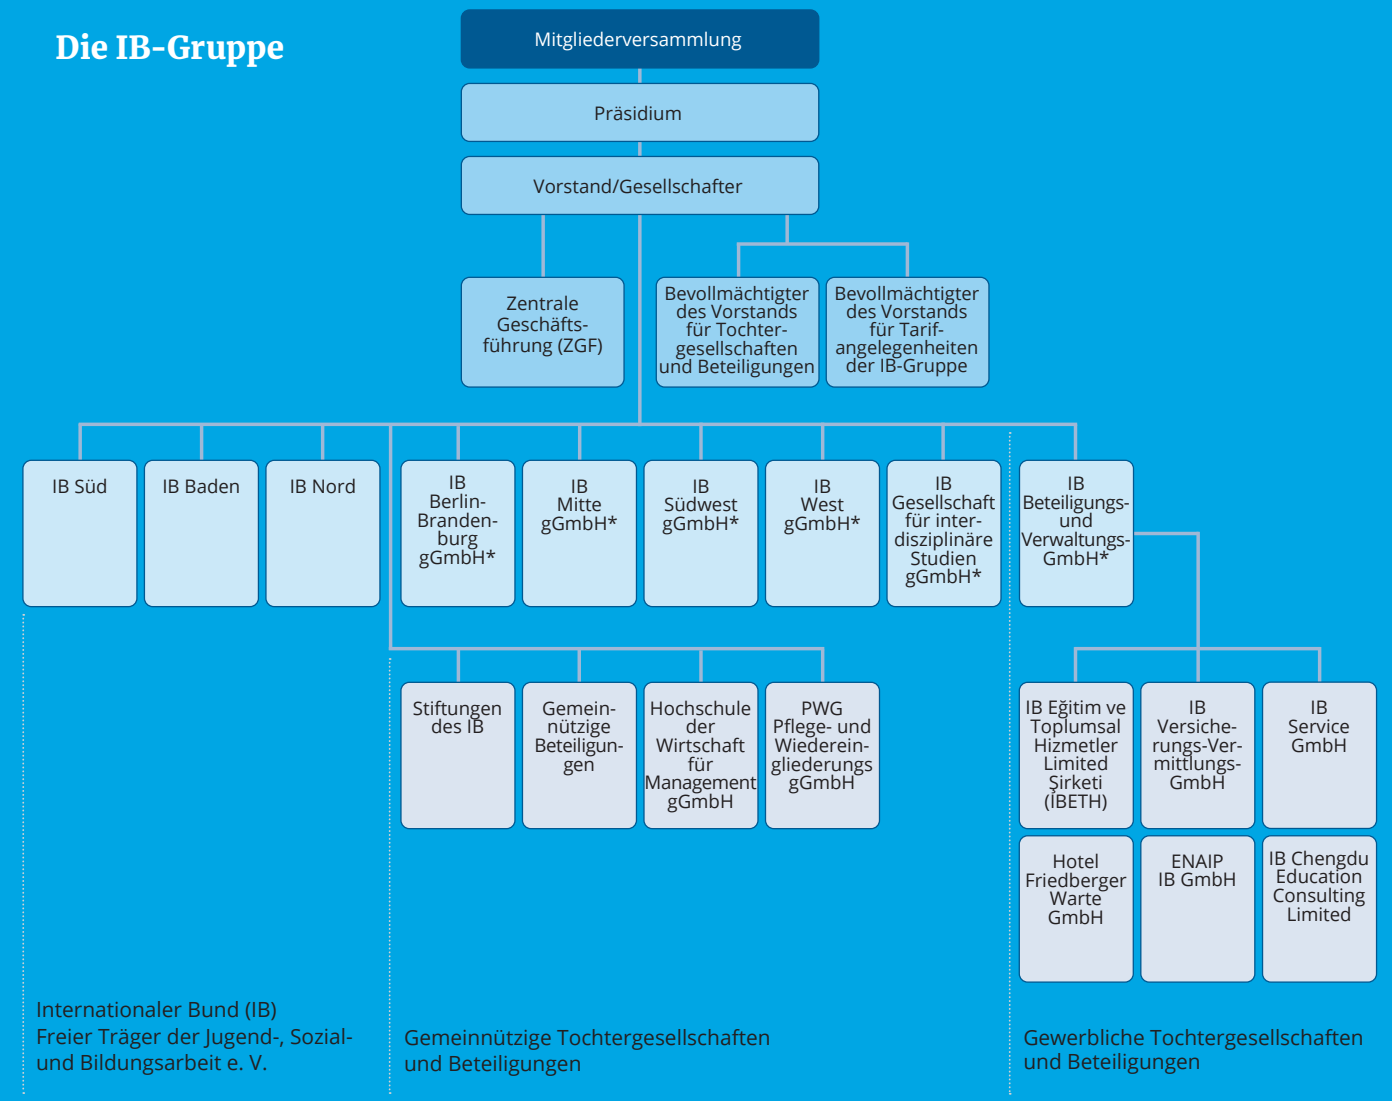 Die IB-Gruppe
Mitgliederversammlung
Präsidium
Vorstand/Gesellschafter
Zentrale
Geschäfts-
führung (ZGF)
Bevollmächtigter
des Vorstands
für Tochter-
gesellschaften
und Beteiligungen
Bevollmächtigter
des Vorstands
für Tarif-
angelegenheiten
der IB-Gruppe
IB Süd
IB Baden
IB Nord
IB
Berlin-
Branden-
burg
gGmbH*
IB
Mitte
gGmbH*
IB
Südwest
gGmbH*
IB
West
gGmbH*
IB
Gesellschaft
für inter-
disziplinäre
Studien
gGmbH*
IB
Beteiligungs-
und
Verwaltungs-
GmbH*
Stiftungen
des IB
Gemein-
nützige
Beteiligun-
gen
Hochschule
der
Wirtschaft
für
Management
gGmbH
PWG
Pflege- und
Wiederein-
gliederungs
gGmbH
IB Eğitim ve
Toplumsal
Hizmetler
Limited
Şirketi
(İBETH)
IB
Versiche-
rungs-Ver-
mittlungs-
GmbH
IB
Service
GmbH
Hotel
Friedberger
Warte
GmbH
ENAIP
IB GmbH
IB Chengdu
Education
Consulting
Limited
Internationaler Bund (IB)
Freier Träger der Jugend-, Sozial-
und Bildungsarbeit e. V.
Gemeinnützige Tochtergesellschaften
und Beteiligungen
Gewerbliche Tochtergesellschaften
und Beteiligungen